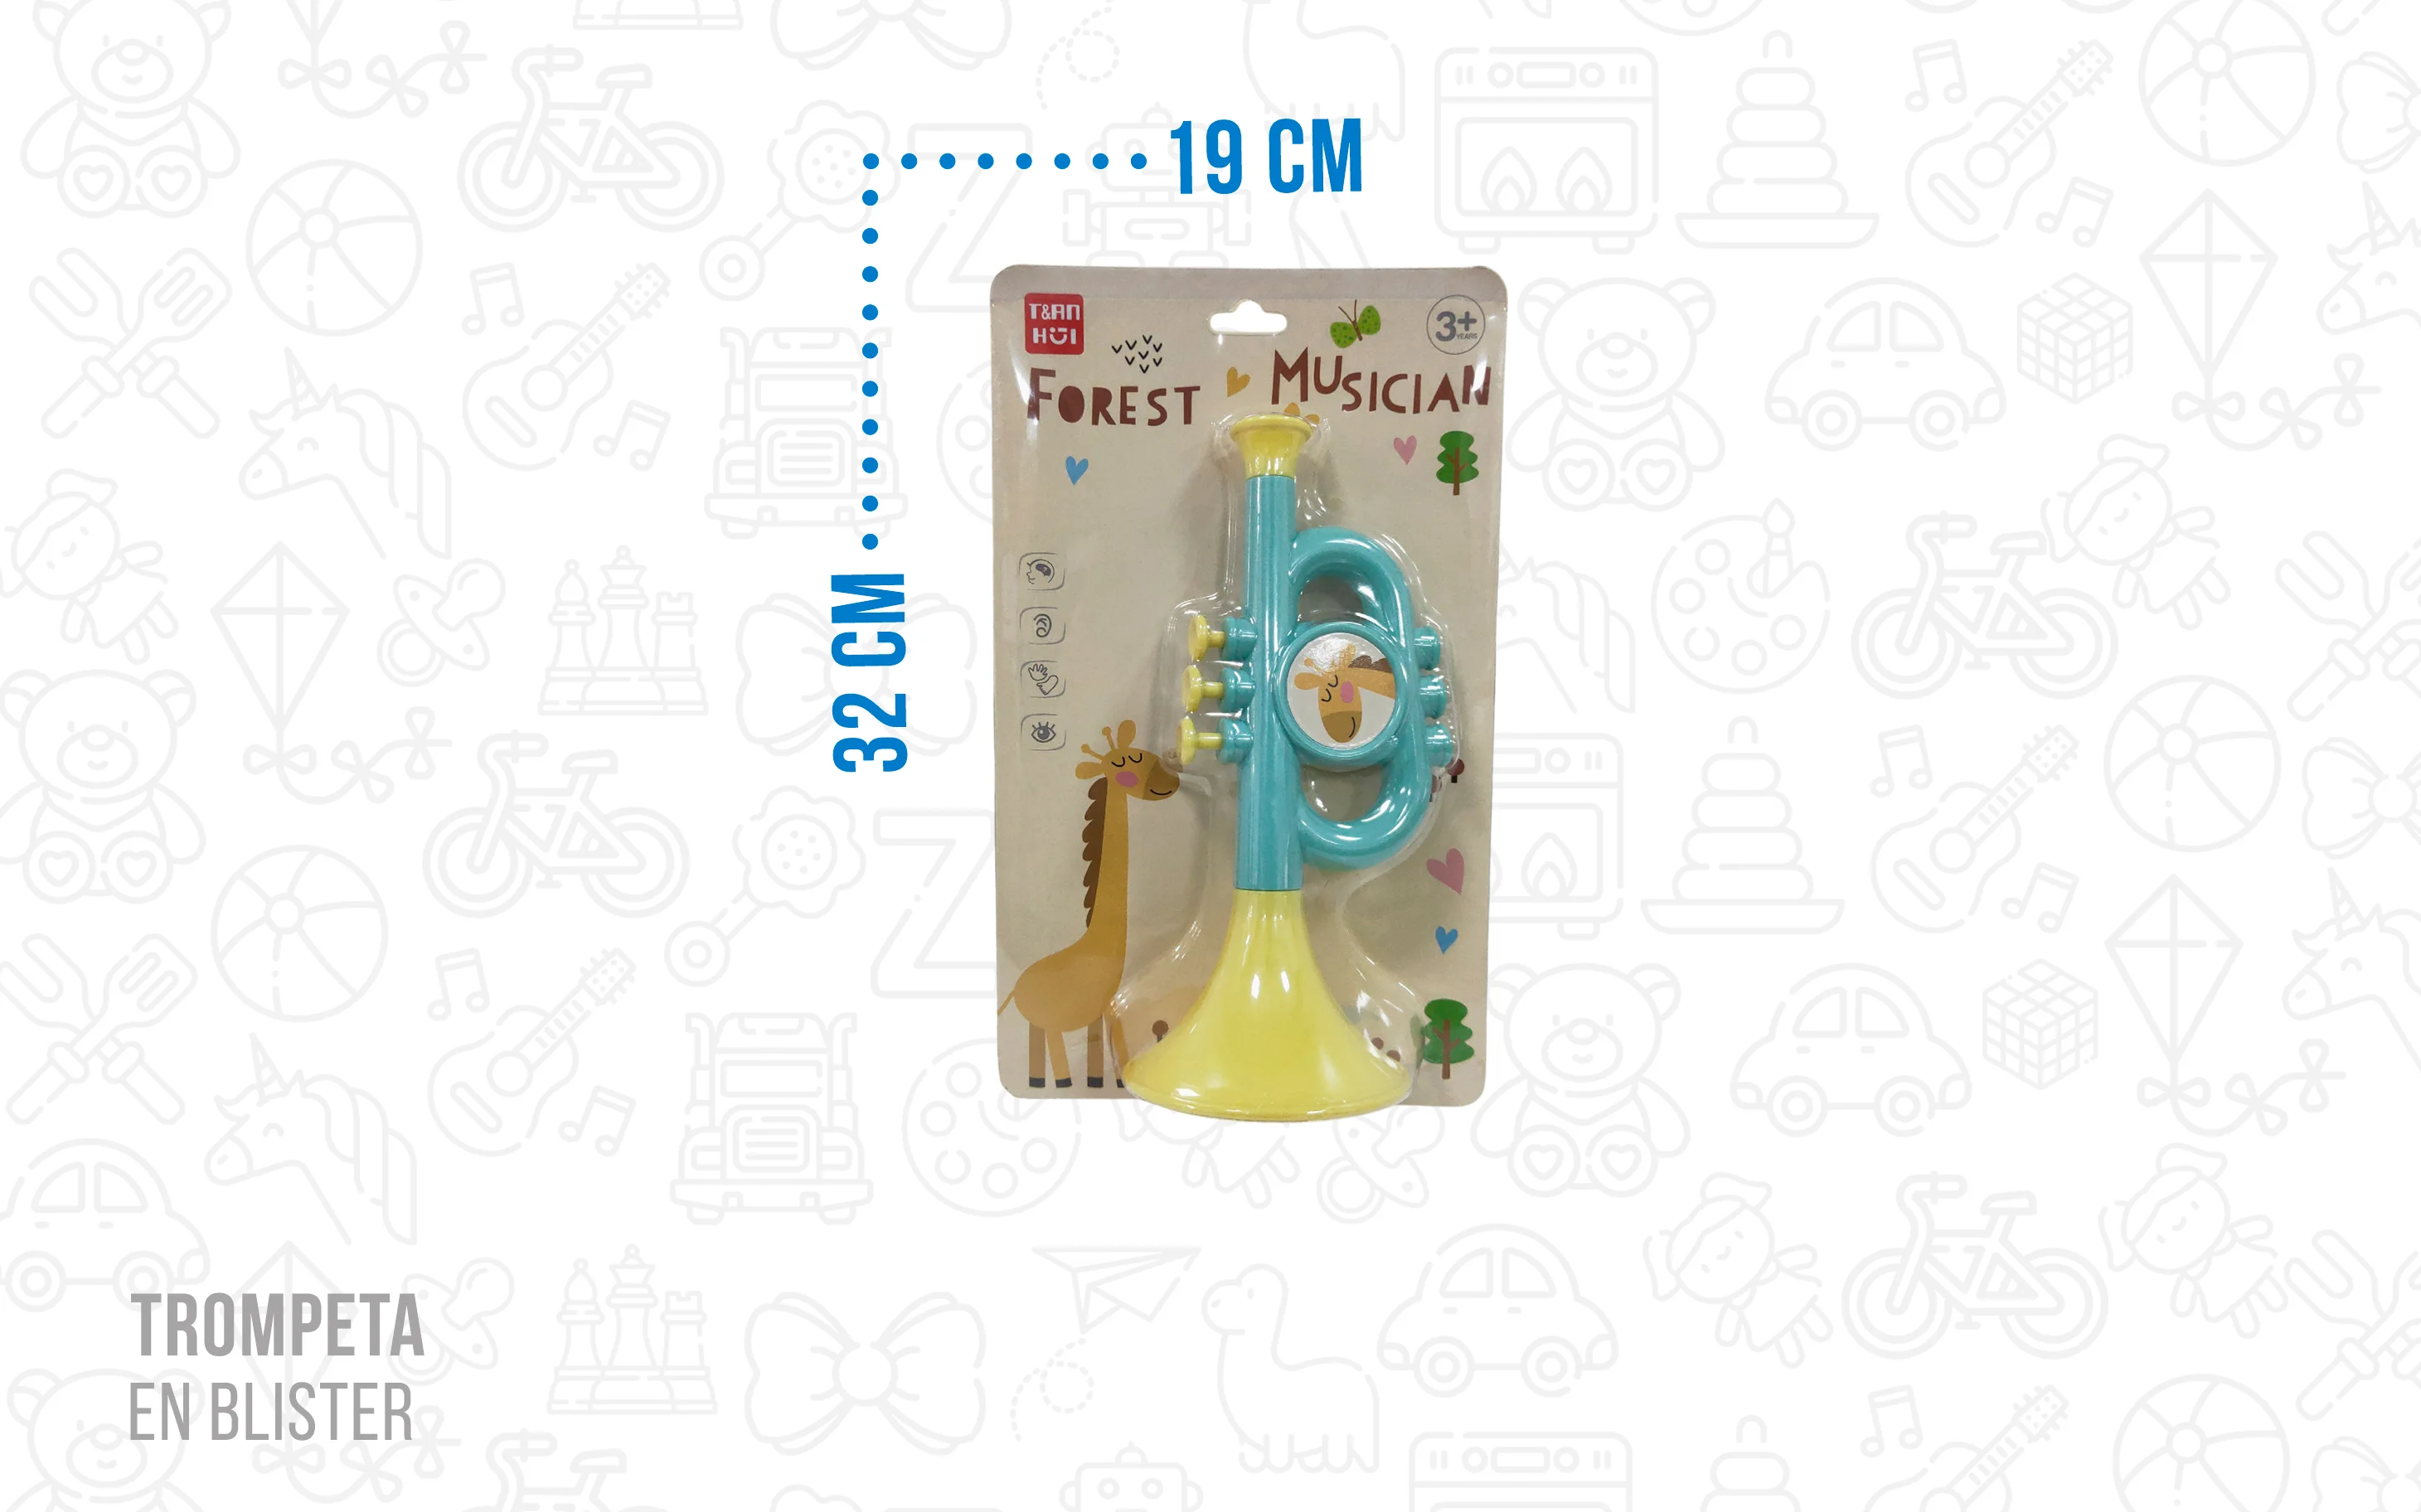 19 CM
32 CM
T&AN
HUI
3+
YEARS
FOREST MUSICIAN
TROMPETA
EN BLISTER